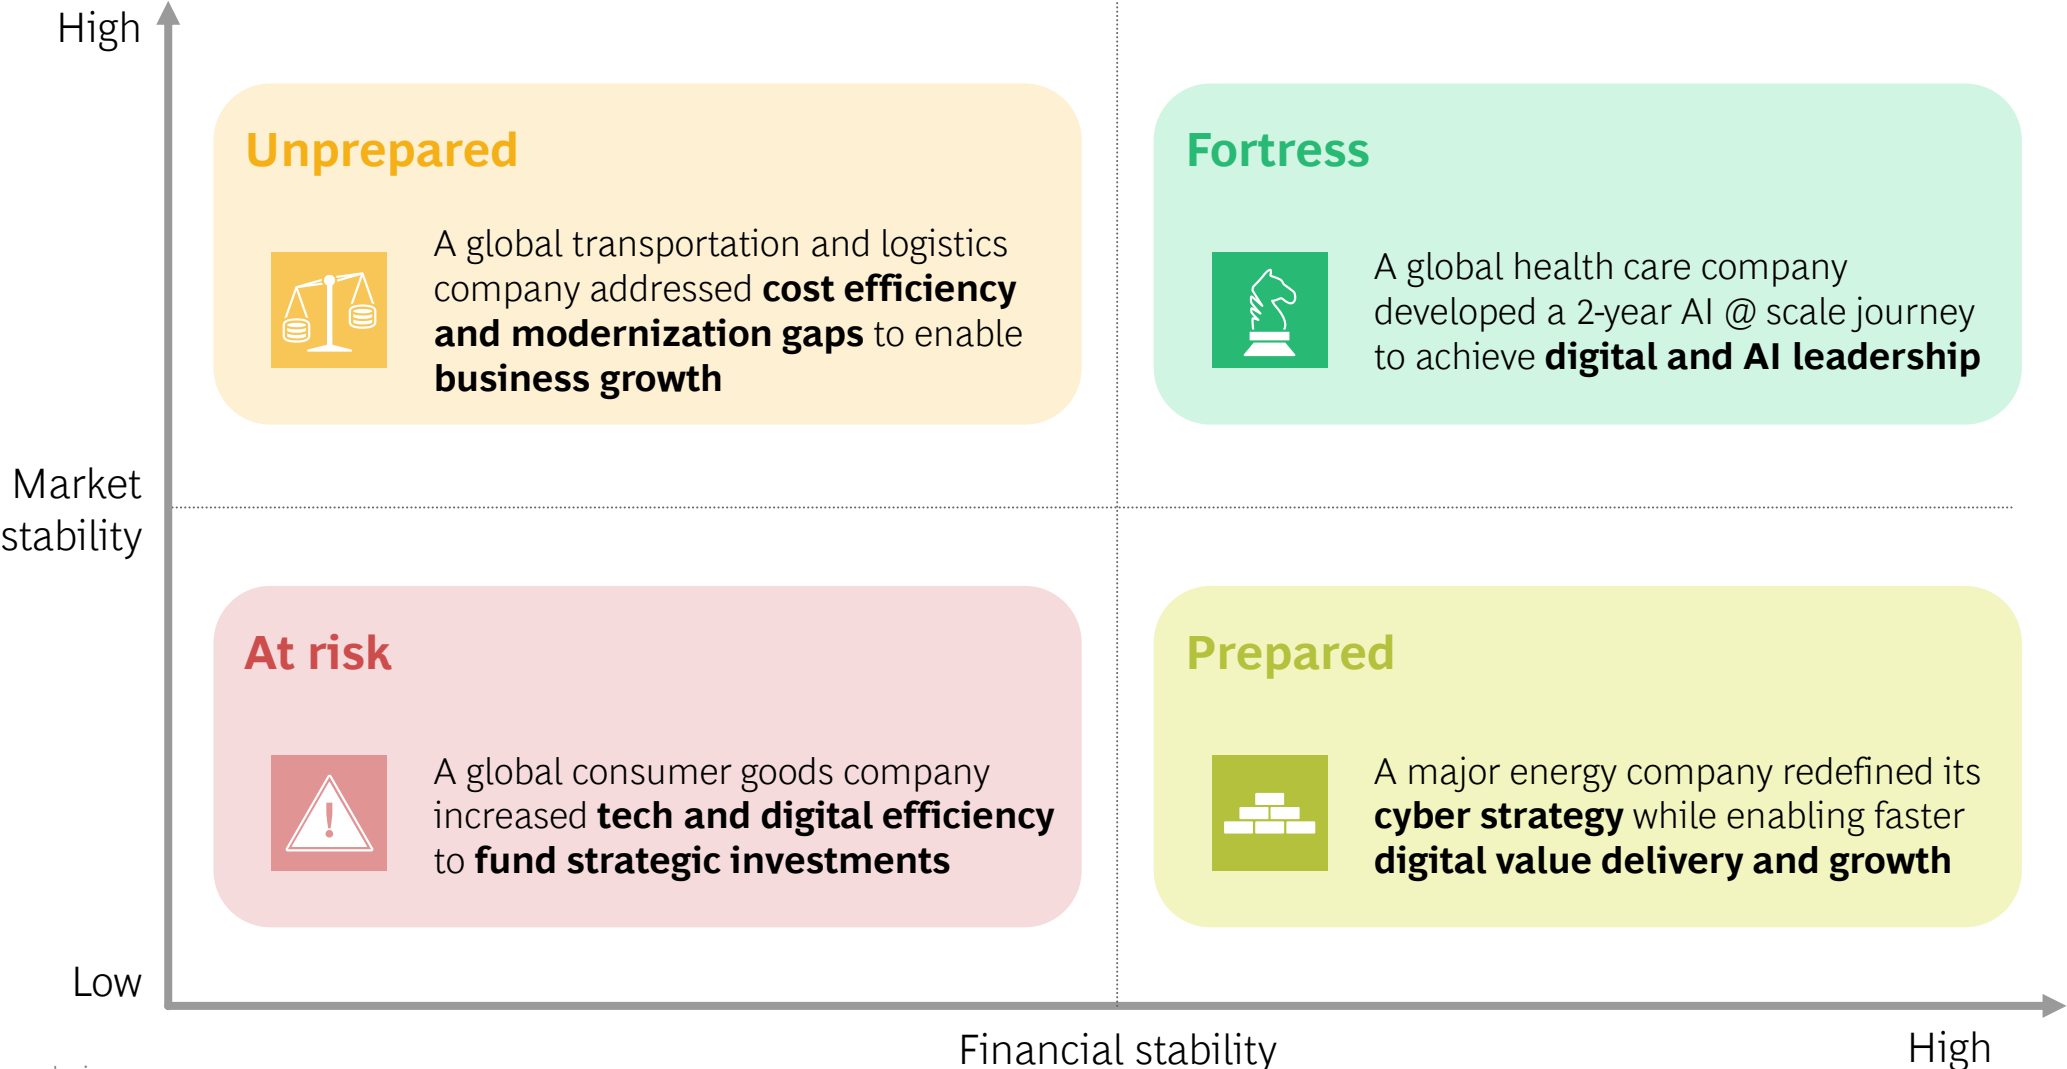 High
Unprepared
A global transportation and logistics
company addressed cost efficiency
and modernization gaps to enable
business growth
Fortress
A global health care company
developed a 2-year AI @ scale journey
to achieve digital and AI leadership
Market
stability
At risk
A global consumer goods company
increased tech and digital efficiency
to fund strategic investments
Prepared
A major energy company redefined its
cyber strategy while enabling faster
digital value delivery and growth
Low
Financial stability
High